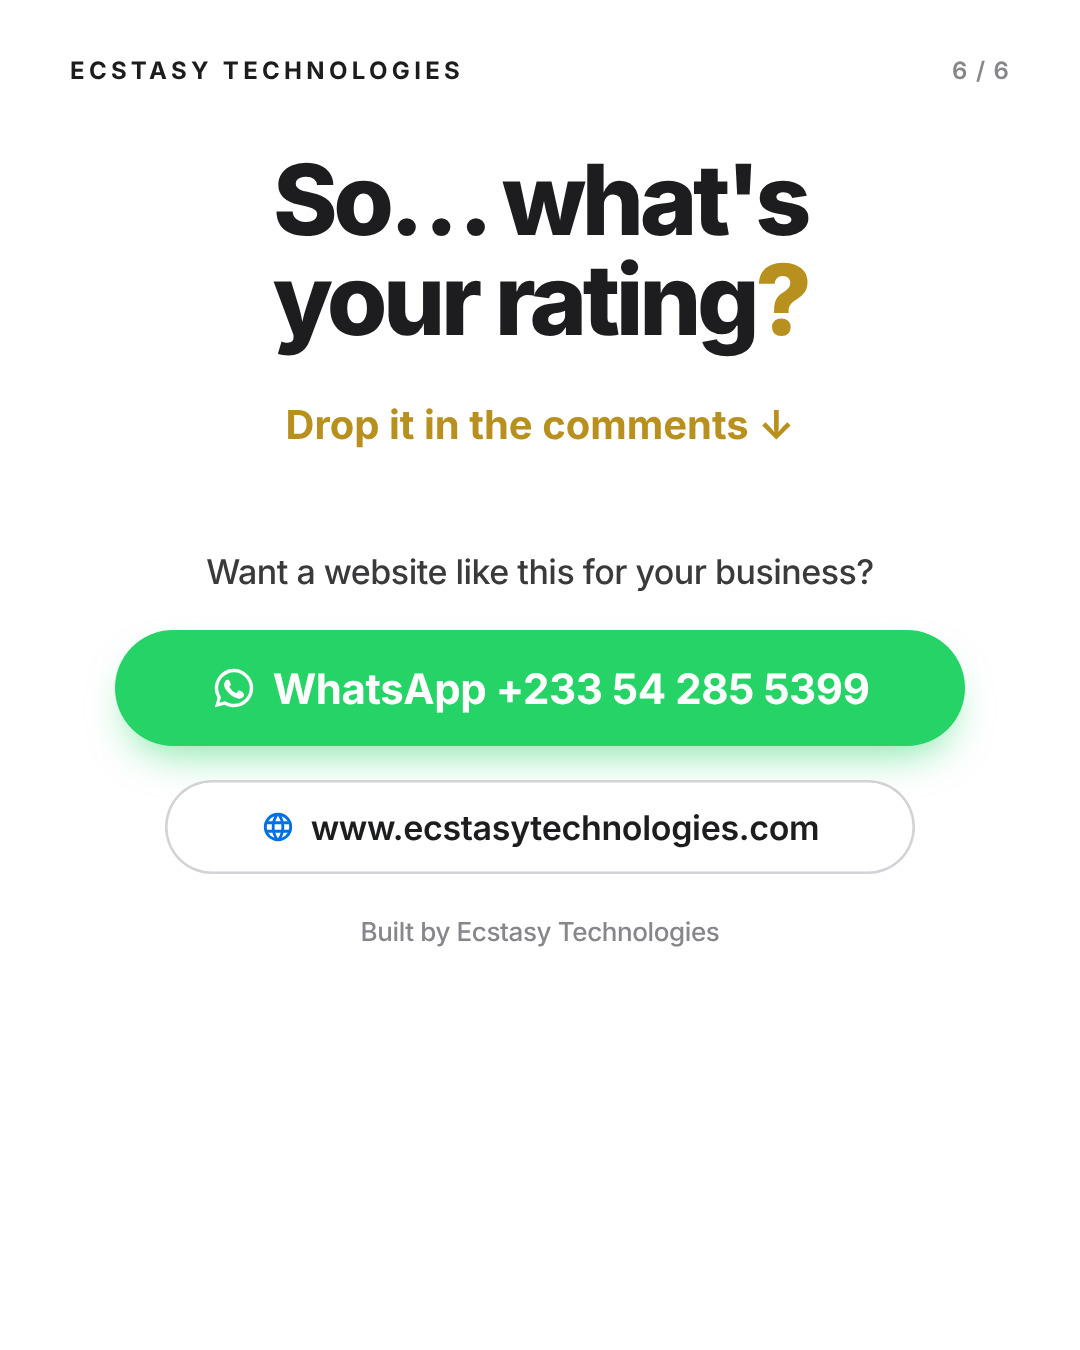 ECSTASY TECHNOLOGIES
6 / 6
So... what's
your rating?
Drop it in the comments ↓
Want a website like this for your business?
WhatsApp +233 54 285 5399
www.ecstasytechnologies.com
Built by Ecstasy Technologies